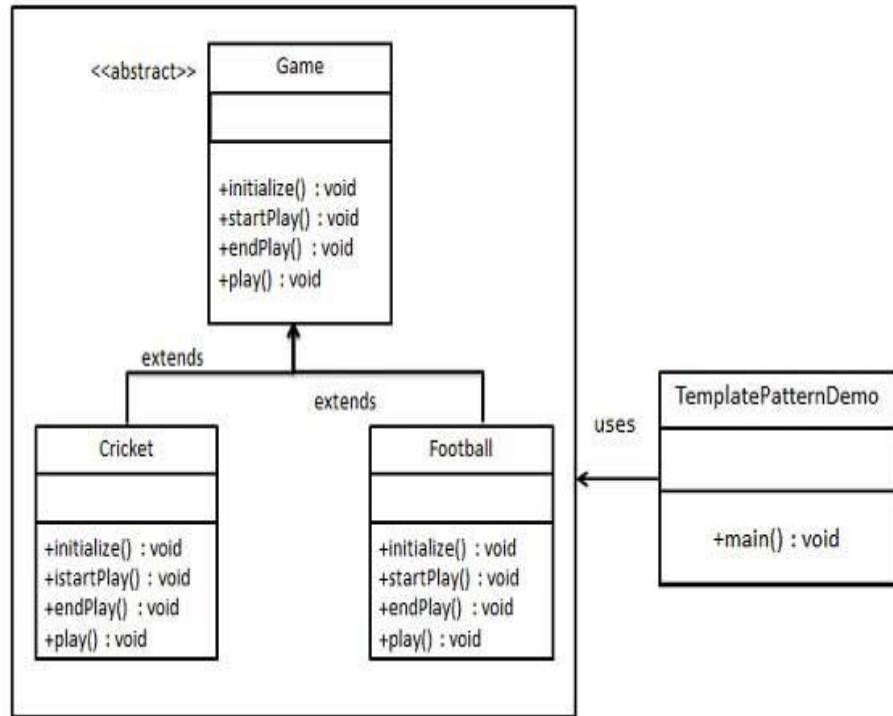 <<abstract>>
Game
+initialize() : void
+startPlay() : void
+endPlay() : void
+play() : void
extends
extends
Cricket
+initialize() : void
+istartPlay() : void
+endPlay() : void
+play() : void
Football
+initialize() : void
+startPlay() : void
+endPlay() : void
+play() : void
uses
TemplatePatternDemo
+main() : void